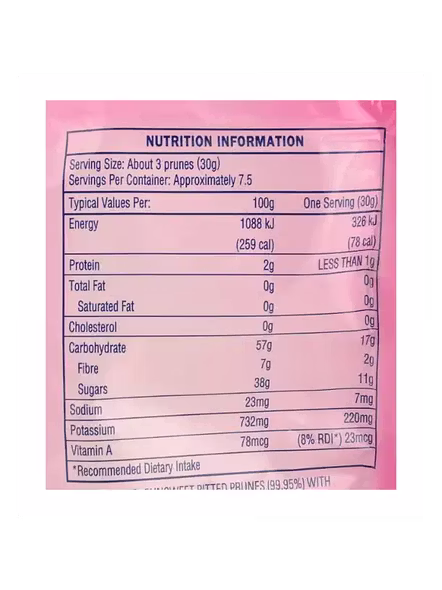 NUTRITION INFORMATION
Serving Size: About 3 prunes (30g)
Servings Per Container: Approximately 7.5
Typical Values Per: 100g One Serving (30g)
Energy 1088 kJ 326 kJ
(259 cal) (78 cal)
Protein 2g LESS THAN 1g
Total Fat 0g 0g
Saturated Fat 0g 0g
Cholesterol 0g 0g
Carbohydrate 57g 17g
Fibre 7g 2g
Sugars 38g 11g
Sodium 23mg 7mg
Potassium 732mg 220mg
Vitamin A 78mcg (8% RDI*) 23mcg
*Recommended Dietary Intake
PITTED PRUNES (99.95%) WITH